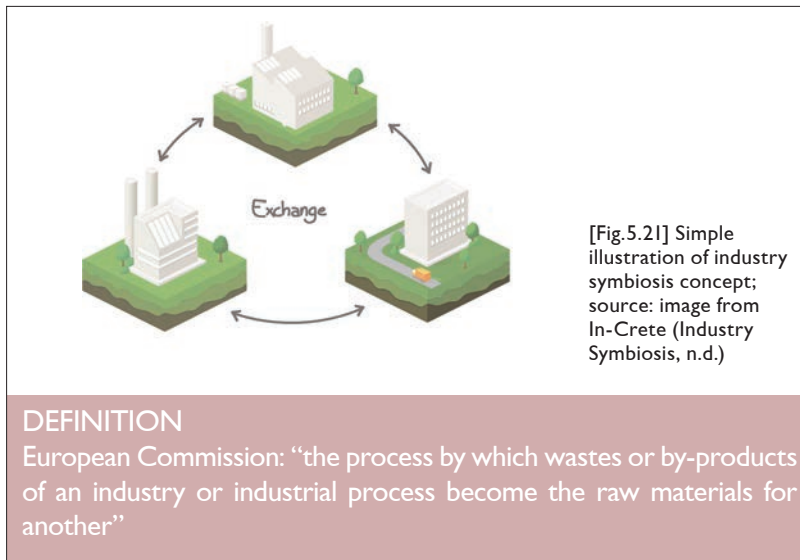 Exchange
[Fig.5.21] Simple
illustration of industry
symbiosis concept;
source: image from
In-Crete (Industry
Symbiosis, n.d.)
DEFINITION
European Commission: “the process by which wastes or by-products
of an industry or industrial process become the raw materials for
another”